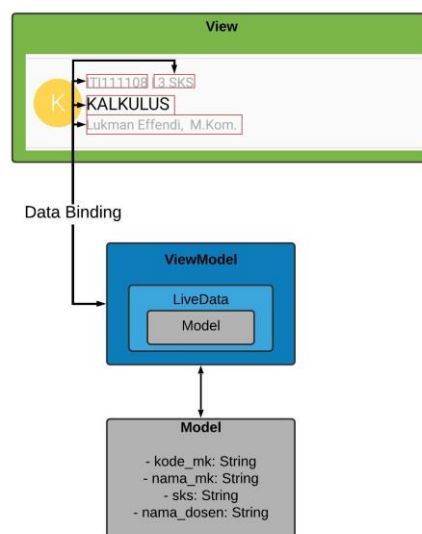 View
K
ITI111108 | 3 SKS
KALKULUS
Lukman Effendi, M.Kom.
Data Binding
ViewModel
LiveData
Model
Model
- kode_mk: String
- nama_mk: String
- sks: String
- nama_dosen: String